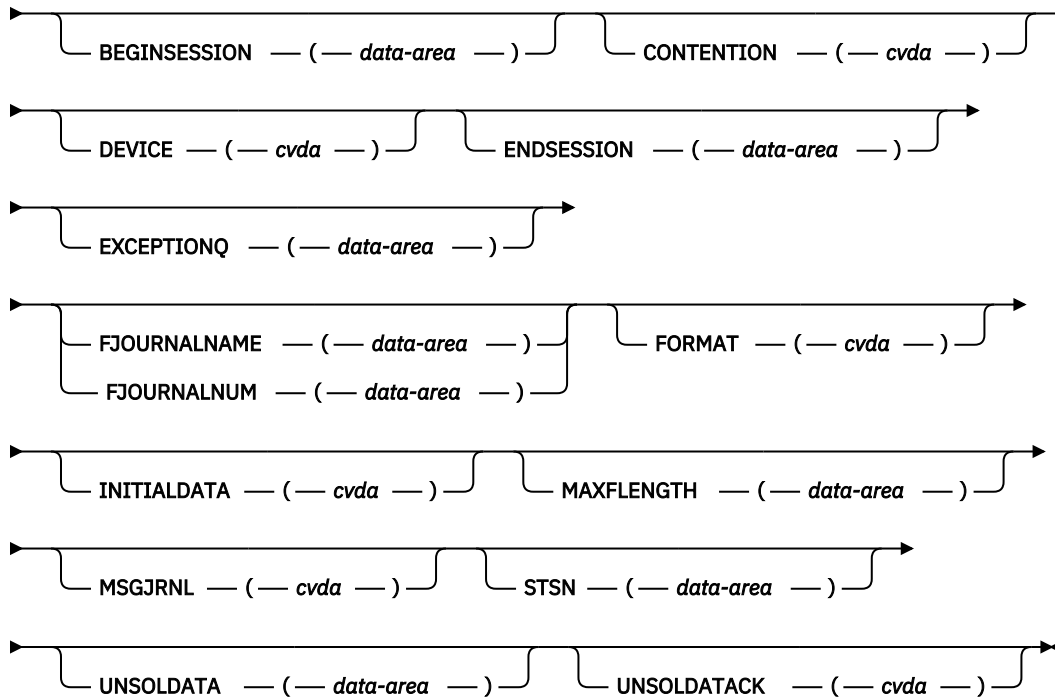 BEGINSESSION ( data-area ) CONTENTION ( cvda )
DEVICE ( cvda ) ENDSESSION ( data-area )
EXCEPTIONQ ( data-area )
FJOURNALNAME ( data-area ) FORMAT ( cvda )
FJOURNALNUM ( data-area )
INITIALDATA ( cvda ) MAXFLENGTH ( data-area )
MSGJRNL ( cvda ) STSN ( data-area )
UNSOLDATA ( data-area ) UNSOLDATACK ( cvda )